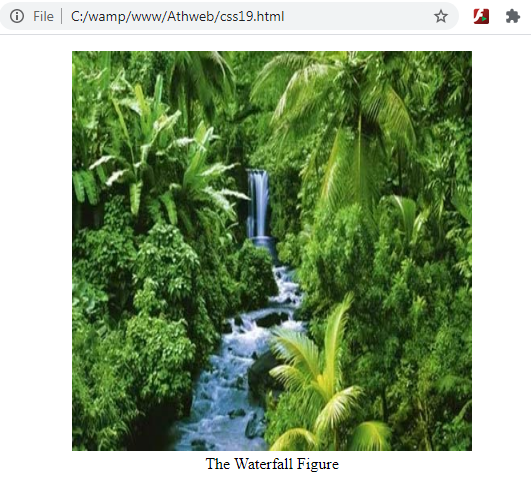 File | C:/wamp/www/Athweb/css19.html
The Waterfall Figure